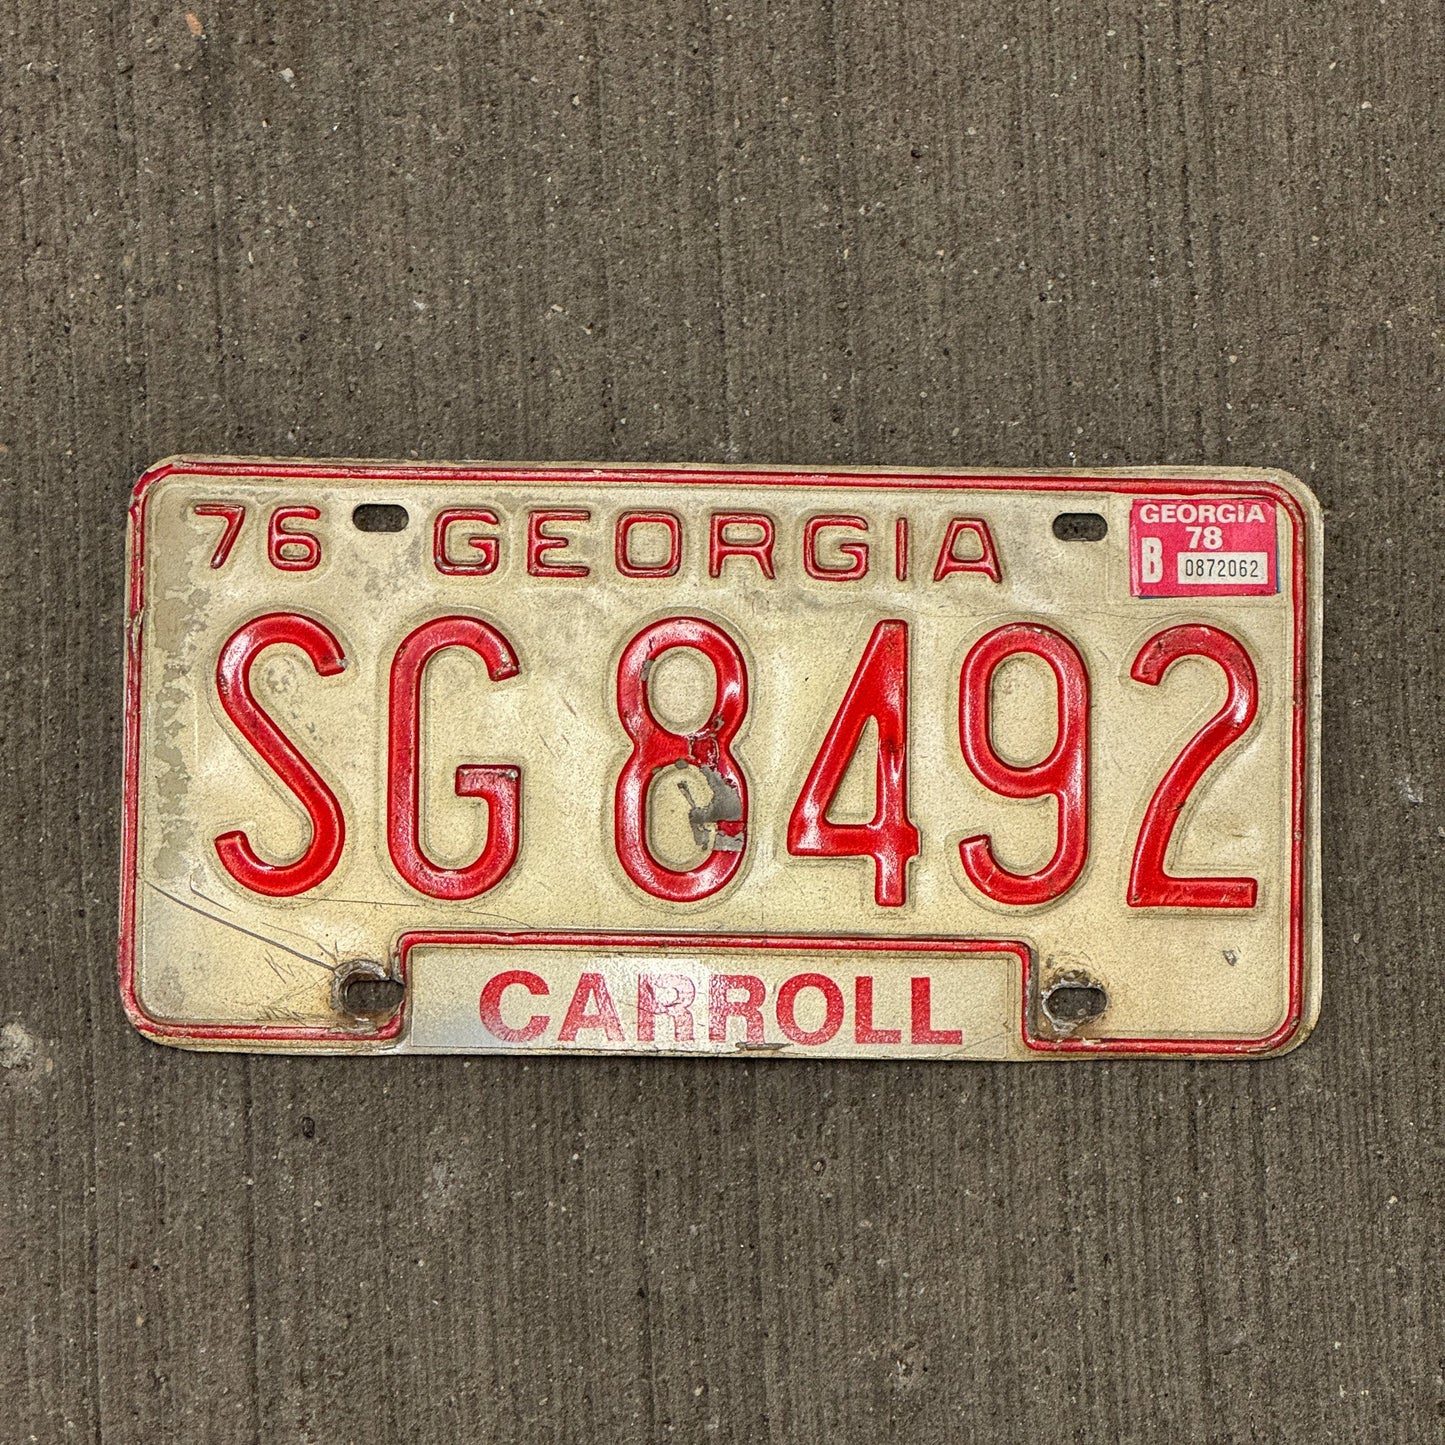 76 GEORGIA
GEORGIA
78
B 0872062
SG 8492
CARROLL